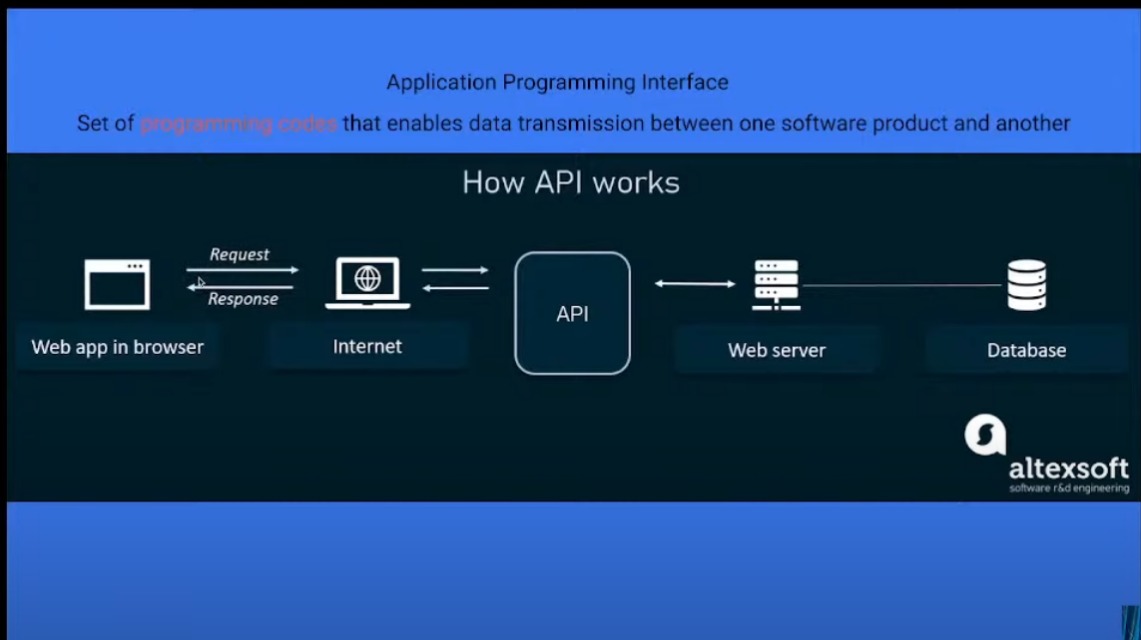 Application Programming Interface
Set of programming codes that enables data transmission between one software product and another
How API works
Request
Response
API
Web app in browser
Internet
Web server
Database
altexsoft
software r&d engineering